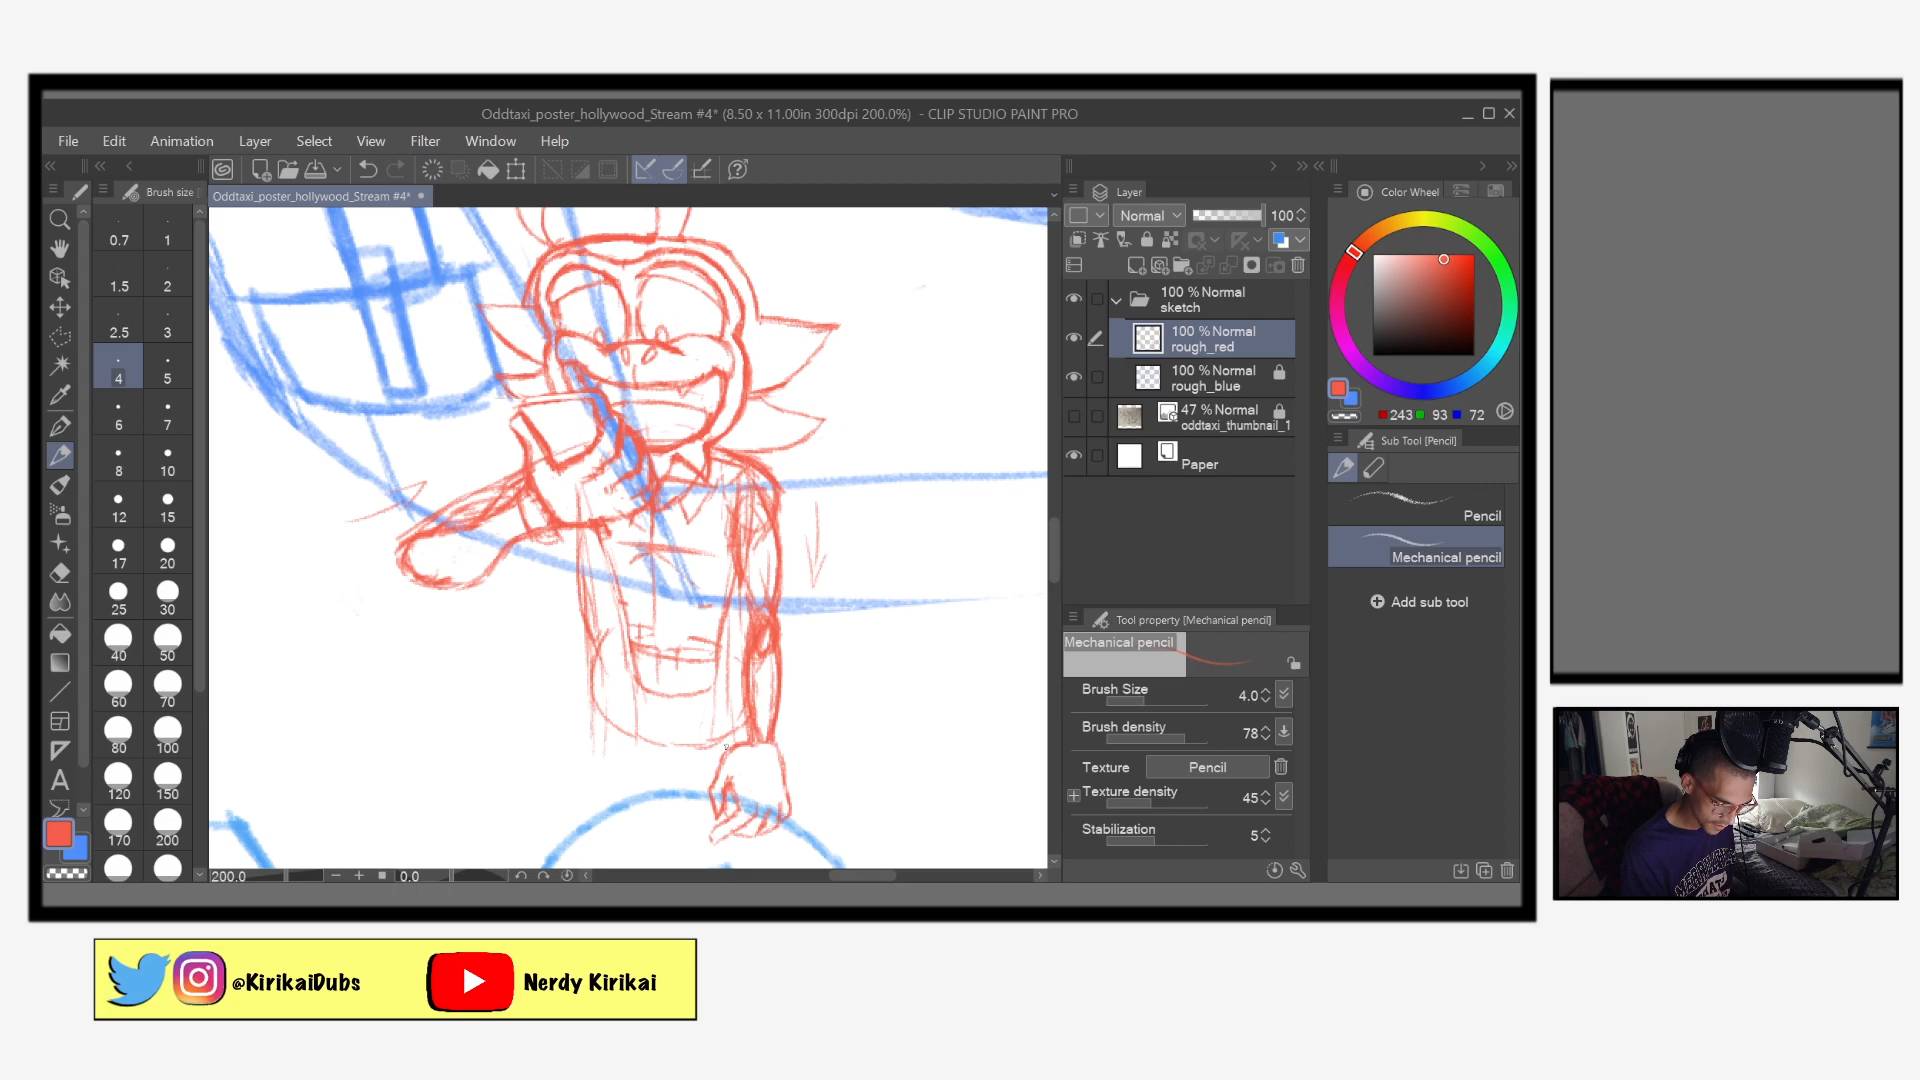 Oddtaxi_poster_hollywood_Stream #4* (8.50 x 11.00in 300dpi 200.0%) - CLIP STUDIO PAINT PRO
File Edit Animation Layer Select View Filter Window Help
Brush size
Oddtaxi_poster_hollywood_Stream #4*
0.7 1
1.5 2
2.5 3
4 5
6 7
8 10
12 15
17 20
25 30
40 50
60 70
80 100
120 150
170 200
200.0 0.0
Layer
Normal 100
100 % Normal
sketch
100 % Normal
rough_red
100 % Normal
rough_blue
47 % Normal
oddtaxi_thumbnail_1
Paper
Tool property [Mechanical pencil]
Mechanical pencil
Brush Size 4.0
Brush density 78
Texture Pencil
Texture density 45
Stabilization 5
Color Wheel
243 93 72
Sub Tool [Pencil]
Pencil
Mechanical pencil
Add sub tool
@KirikaiDubs
Nerdy Kirikai